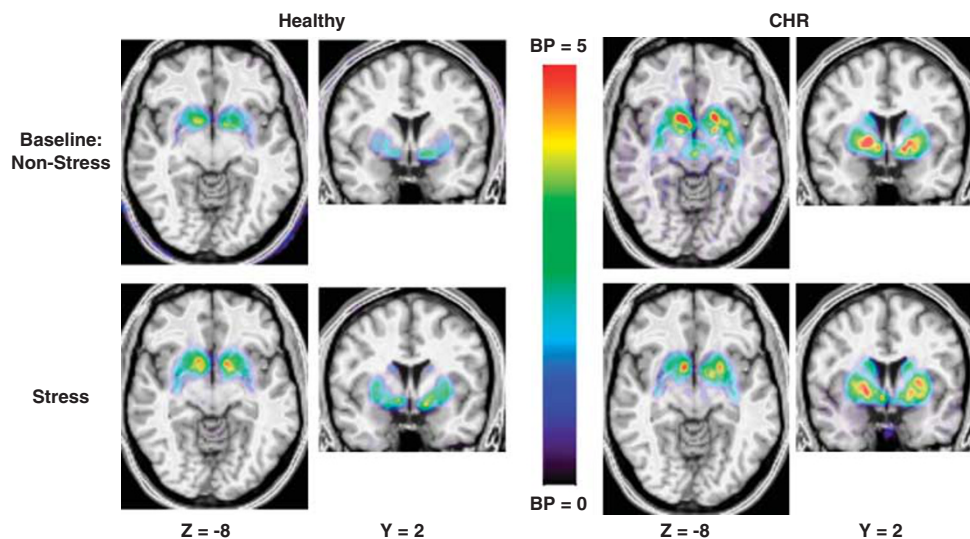 Healthy
CHR
BP = 5
Baseline:
Non-Stress
Stress
BP = 0
Z = -8
Y = 2
Z = -8
Y = 2